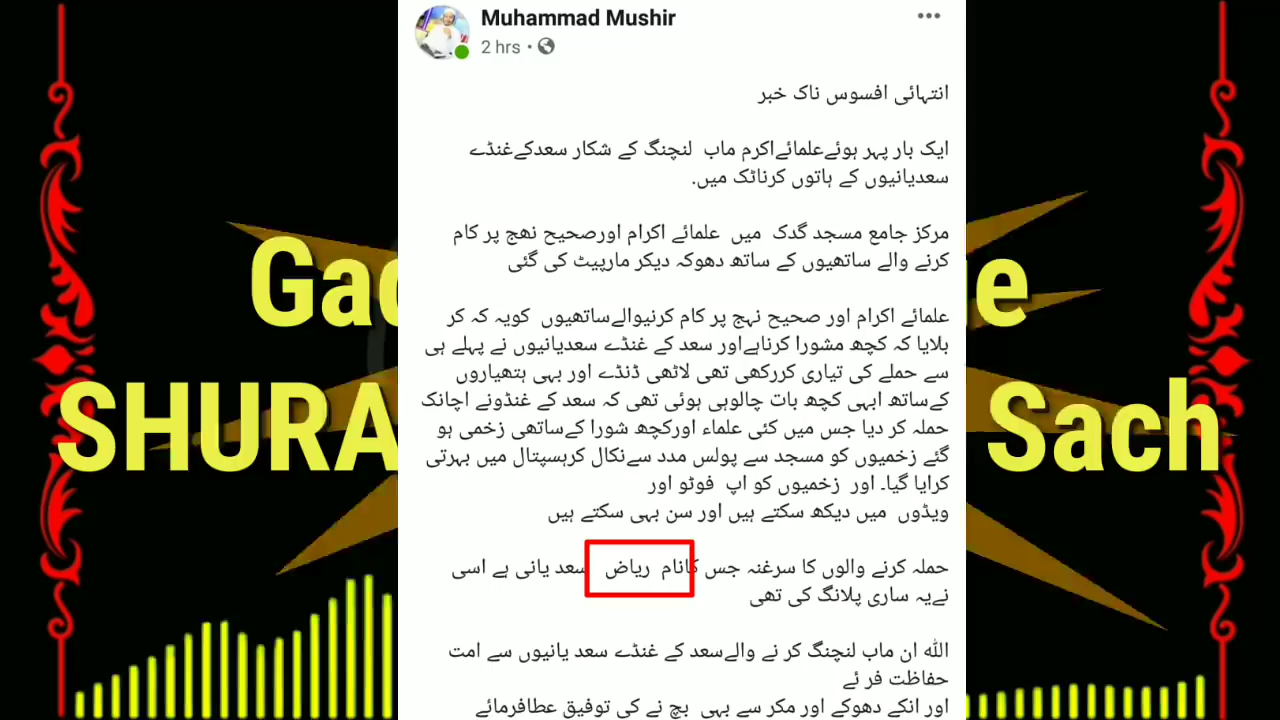 Muhammad Mushir
2 hrs
انتہائی افسوس ناک خبر
ایک بار پہر ہوئےعلمائےاکرم ماب لنچنگ کے شکار سعدکےغنڈے
سعدیانیوں کے ہاتوں کرناٹک میں.
مرکز جامع مسجد گدک میں علمائے اکرام اورصحیح نھج پر کام
کرنے والے ساتھیوں کے ساتھ دھوکہ دیکر مارپیٹ کی گئی
علمائے اکرام اور صحیح نہج پر کام کرنیوالےساتھیوں کویہ کہ کر
بلایا کہ کچھ مشورا کرناہےاور سعد کے غنڈے سعدیانیوں نے پہلے ہی
سے حملے کی تیاری کررکھی تھی لاٹھی ڈنڈے اور بہی ہتھیاروں
کےساتھ ابہی کچھ بات چالوہی ہوئی تھی کہ سعد کے غنڈونے اچانک
حملہ کر دیا جس میں کئی علماء اورکچھ شورا کےساتھی زخمی ہو
گئے زخمیوں کو مسجد سے پولس مدد سےنکال کرہسپتال میں بہرتی
کرایا گیا۔ اور زخمیوں کو اپ فوٹو اور
ویڈوں میں دیکھ سکتے ہیں اور سن بہی سکتے ہیں
حملہ کرنے والوں کا سرغنہ جس کانام ریاض سعد یانی ہے اسی
نےیہ ساری پلانگ کی تھی
اللہ ان ماب لنچنگ کر نے والےسعد کے غنڈے سعد یانیوں سے امت
حفاظت فر ئے
اور انکے دھوکے اور مکر سے بہی بچ نے کی توفیق عطافرمائے
SHURA
Sach